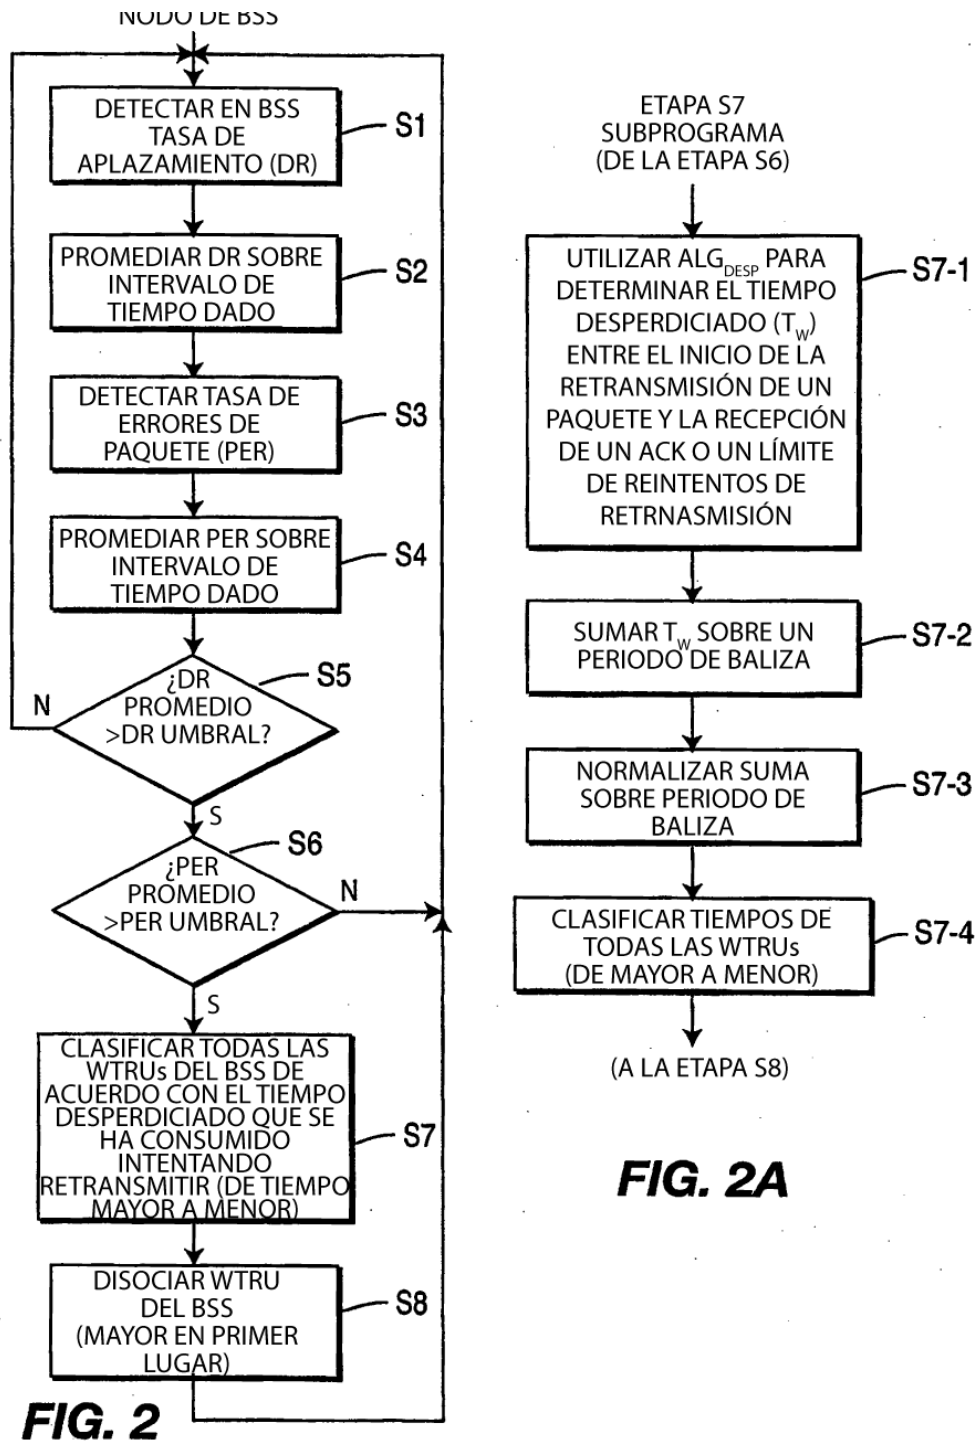 NODO DE BSS
DETECTAR EN BSS
TASA DE
APLAZAMIENTO (DR)
S1
PROMEDIAR DR SOBRE
INTERVALO DE
TIEMPO DADO
S2
DETECTAR TASA DE
ERRORES DE
PAQUETE (PER)
S3
PROMEDIAR PER SOBRE
INTERVALO DE
TIEMPO DADO
S4
¿DR
PROMEDIO
>DR UMBRAL?
S5
N
S
¿PER
PROMEDIO
>PER UMBRAL?
S6
N
S
CLASIFICAR TODAS LAS
WTRUs DEL BSS DE
ACUERDO CON EL TIEMPO
DESPERDICIADO QUE SE
HA CONSUMIDO
INTENTANDO
RETRANSMITIR (DE TIEMPO
MAYOR A MENOR)
S7
DISOCIAR WTRU
DEL BSS
(MAYOR EN PRIMER
LUGAR)
S8
FIG. 2
ETAPA S7
SUBPROGRAMA
(DE LA ETAPA S6)
UTILIZAR ALG DESP PARA
DETERMINAR EL TIEMPO
DESPERDICIADO (TW)
ENTRE EL INICIO DE LA
RETRANSMISIÓN DE UN
PAQUETE Y LA RECEPCIÓN
DE UN ACK O UN LÍMITE
DE REINTENTOS DE
RETRNASMISIÓN
S7-1
SUMAR TW SOBRE UN
PERIODO DE BALIZA
S7-2
NORMALIZAR SUMA
SOBRE PERIODO DE
BALIZA
S7-3
CLASIFICAR TIEMPOS DE
TODAS LAS WTRUs
(DE MAYOR A MENOR)
S7-4
(A LA ETAPA S8)
FIG. 2A